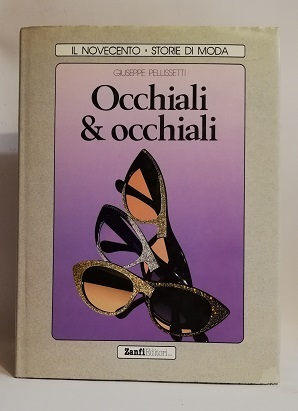 IL NOVECENTO • STORIE DI MODA
GIUSEPPE PELLISSETTI
Occhiali
& occhiali
Zanfi Editori